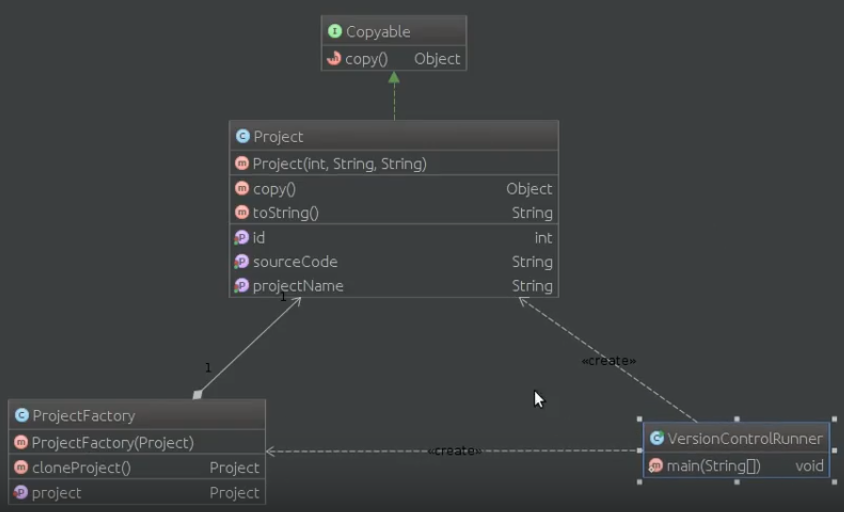 I Copyable
m copy() Object
C Project
m Project(int, String, String)
m copy() Object
m toString() String
P id int
P sourceCode String
P projectName String
1
1
«create»
C ProjectFactory
m ProjectFactory(Project)
m cloneProject() Project
P project Project
«create»
C VersionControlRunner
m main(String[]) void